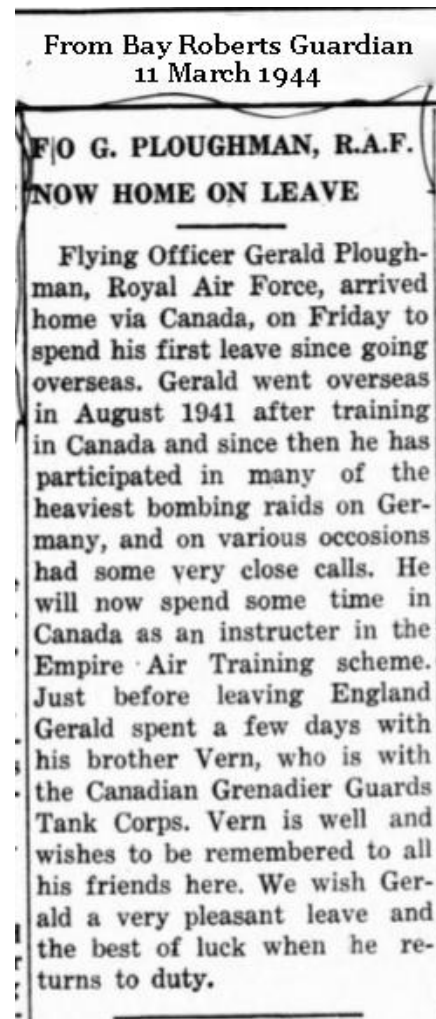 From Bay Roberts Guardian
11 March 1944
F|O G. PLOUGHMAN, R.A.F.
NOW HOME ON LEAVE
Flying Officer Gerald Plough-
man, Royal Air Force, arrived
home via Canada, on Friday to
spend his first leave since going
overseas. Gerald went overseas
in August 1941 after training
in Canada and since then he has
participated in many of the
heaviest bombing raids on Ger-
many, and on various occosions
had some very close calls. He
will now spend some time in
Canada as an instructer in the
Empire Air Training scheme.
Just before leaving England
Gerald spent a few days with
his brother Vern, who is with
the Canadian Grenadier Guards
Tank Corps. Vern is well and
wishes to be remembered to all
his friends here. We wish Ger-
ald a very pleasant leave and
the best of luck when he re-
turns to duty.